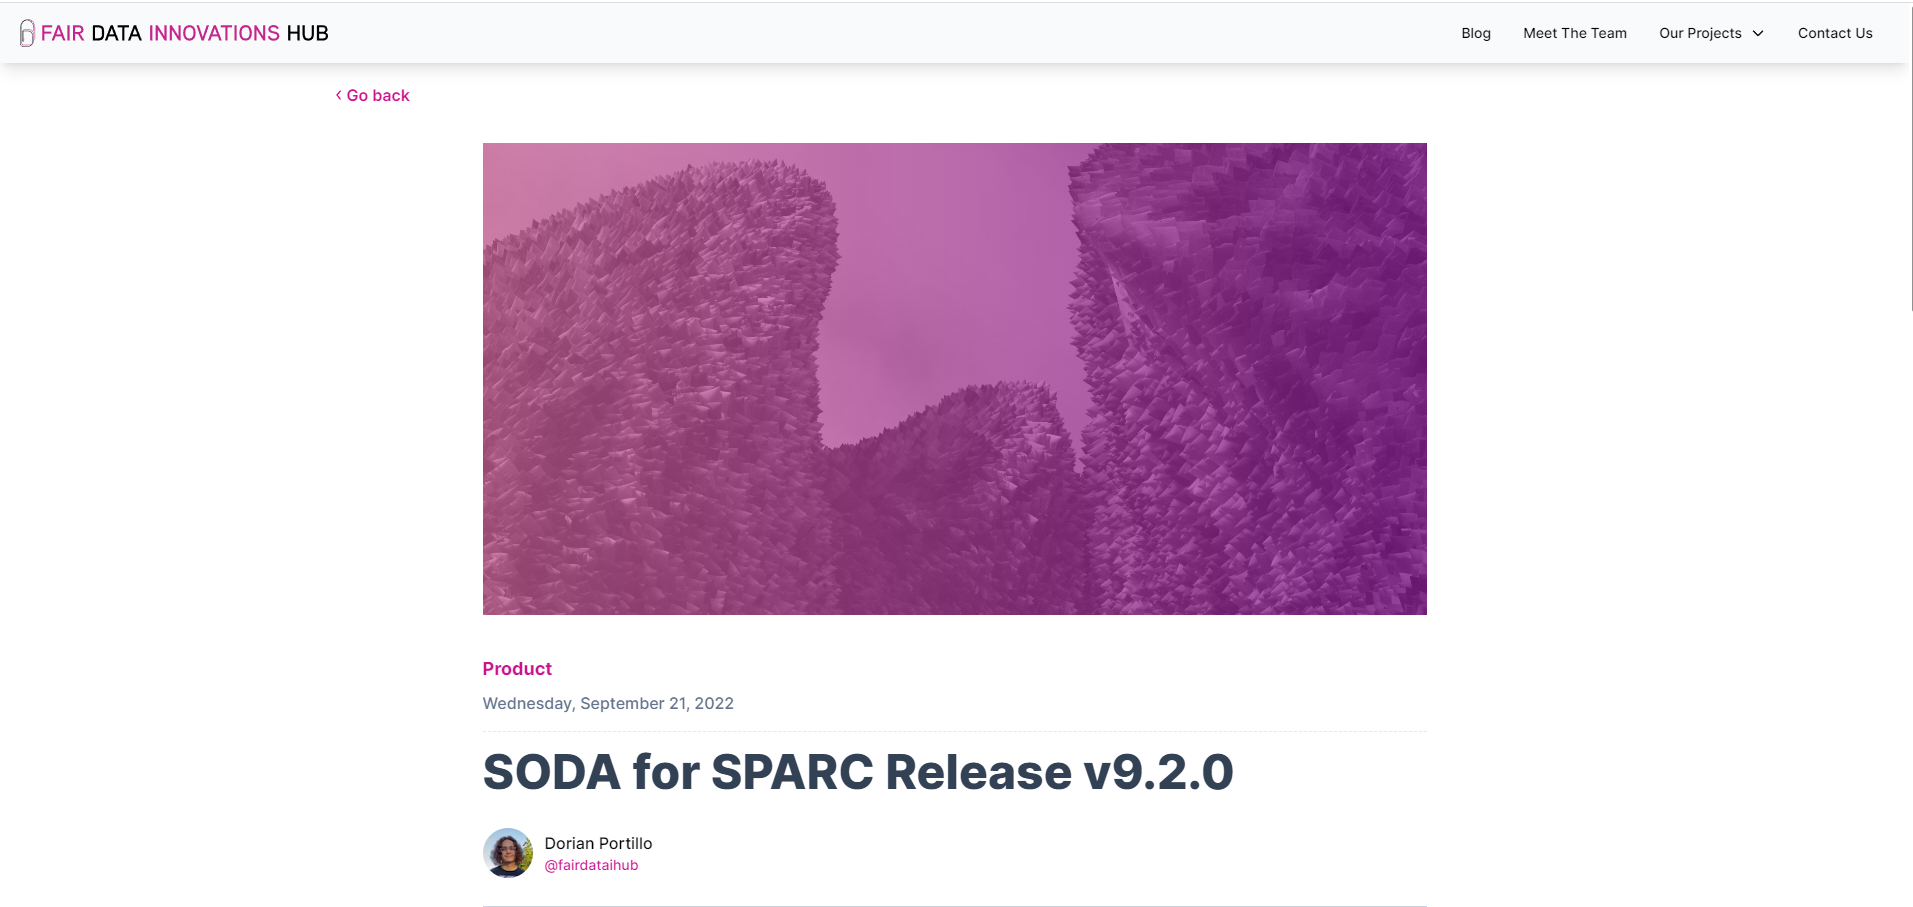 FAIR DATA INNOVATIONS HUB
Blog
Meet The Team
Our Projects
Contact Us
Go back
Product
Wednesday, September 21, 2022
SODA for SPARC Release v9.2.0
Dorian Portillo
@fairdataihub